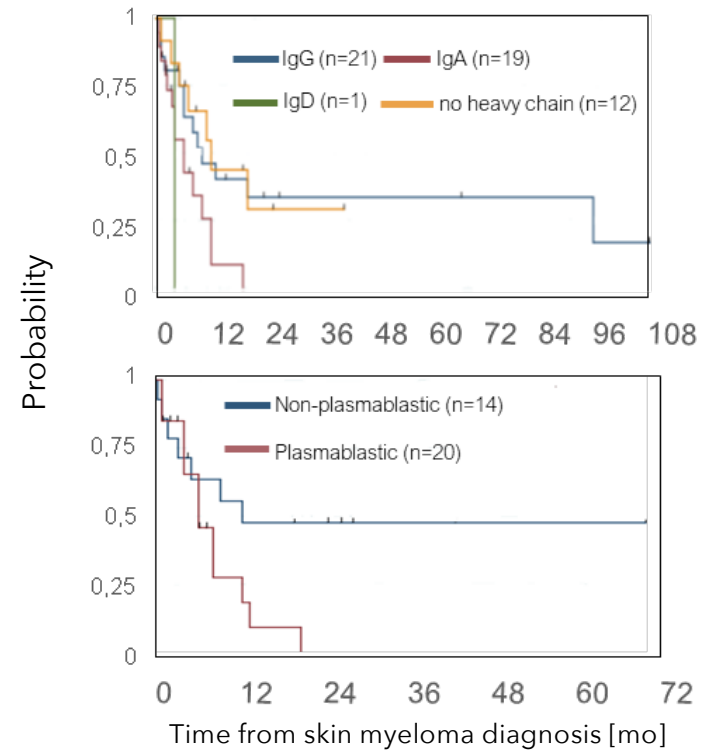 Probability
1
0,75
0,5
0,25
0
IgG (n=21) IgA (n=19)
IgD (n=1) no heavy chain (n=12)
0 12 24 36 48 60 72 84 96 108
1
0,75
0,5
0,25
0
Non-plasmablastic (n=14)
Plasmablastic (n=20)
0 12 24 36 48 60 72
Time from skin myeloma diagnosis [mo]